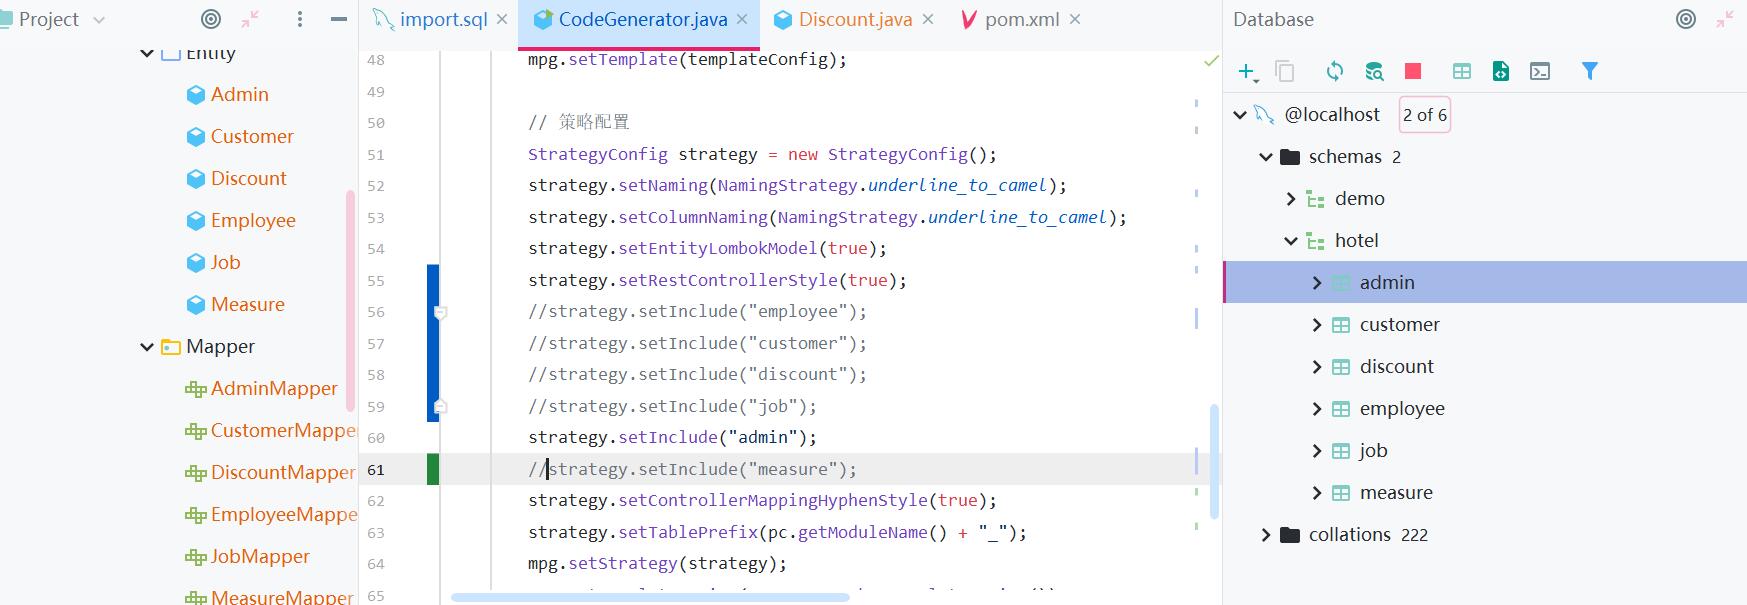 Project
import.sql
CodeGenerator.java
Discount.java
pom.xml
Database
Entity
Admin
Customer
Discount
Employee
Job
Measure
Mapper
AdminMapper
CustomerMappe
DiscountMapper
EmployeeMappe
JobMapper
MeasureMapper
48 mpg.setTemplate(templateConfig);
49
50 // 策略配置
51 StrategyConfig strategy = new StrategyConfig();
52 strategy.setNaming(NamingStrategy.underline_to_camel);
53 strategy.setColumnNaming(NamingStrategy.underline_to_camel);
54 strategy.setEntityLombokModel(true);
55 strategy.setRestControllerStyle(true);
56 //strategy.setInclude("employee");
57 //strategy.setInclude("customer");
58 //strategy.setInclude("discount");
59 //strategy.setInclude("job");
60 strategy.setInclude("admin");
61 //strategy.setInclude("measure");
62 strategy.setControllerMappingHyphenStyle(true);
63 strategy.setTablePrefix(pc.getModuleName() + "_");
64 mpg.setStrategy(strategy);
65
@localhost 2 of 6
schemas 2
demo
hotel
admin
customer
discount
employee
job
measure
collations 222